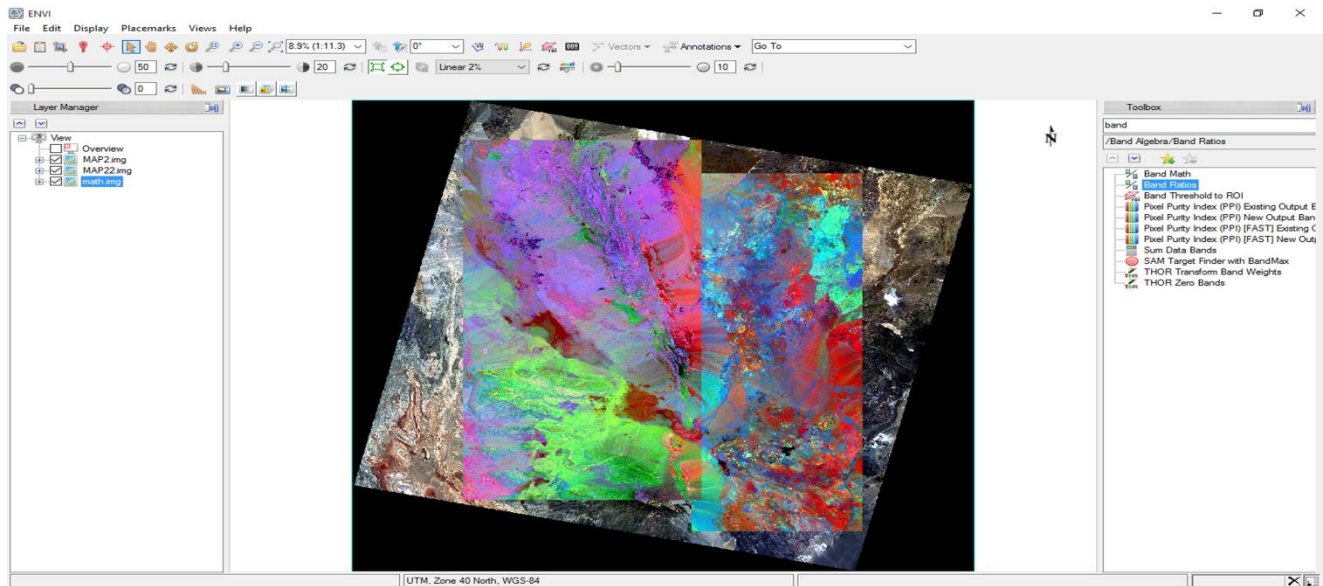 ENVI
File Edit Display Placemarks Views Help
8.9% (1:11.3) 0° Vectors Annotations Go To
50 20 Linear 2% 10
0
Layer Manager
View
Overview
MAP2.img
MAP22.img
math.img
N
Toolbox
band
/Band Algebra/Band Ratios
Band Math
Band Ratios
Band Threshold to ROI
Pixel Purity Index (PPI) Existing Output B
Pixel Purity Index (PPI) New Output Ban
Pixel Purity Index (PPI) [FAST] Existing O
Pixel Purity Index (PPI) [FAST] New Outp
Sum Data Bands
SAM Target Finder with BandMax
THOR Transform Band Weights
THOR Zero Bands
UTM, Zone 40 North, WGS-84